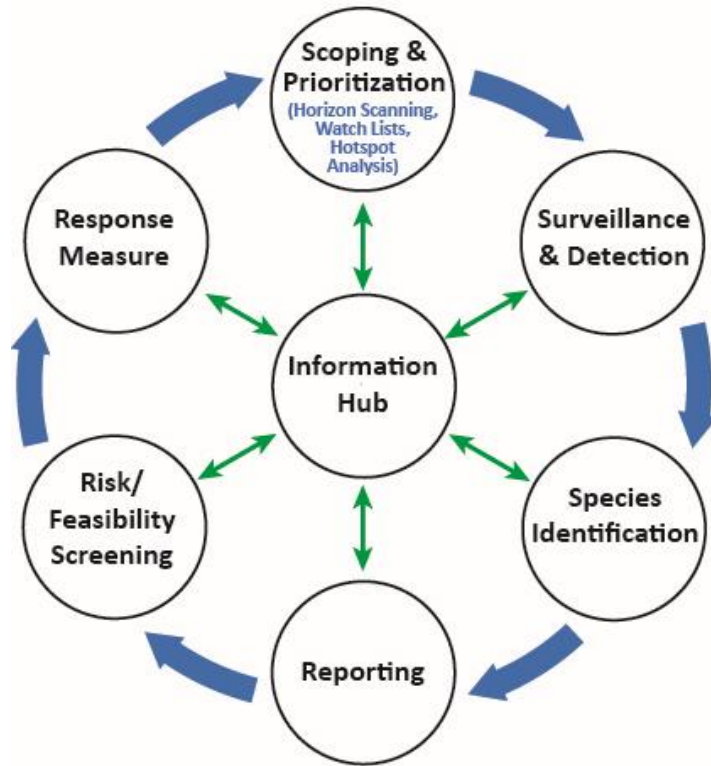 Scoping &
Prioritization
(Horizon Scanning,
Watch Lists,
Hotspot
Analysis)
Surveillance
& Detection
Species
Identification
Reporting
Risk/
Feasibility
Screening
Response
Measure
Information
Hub